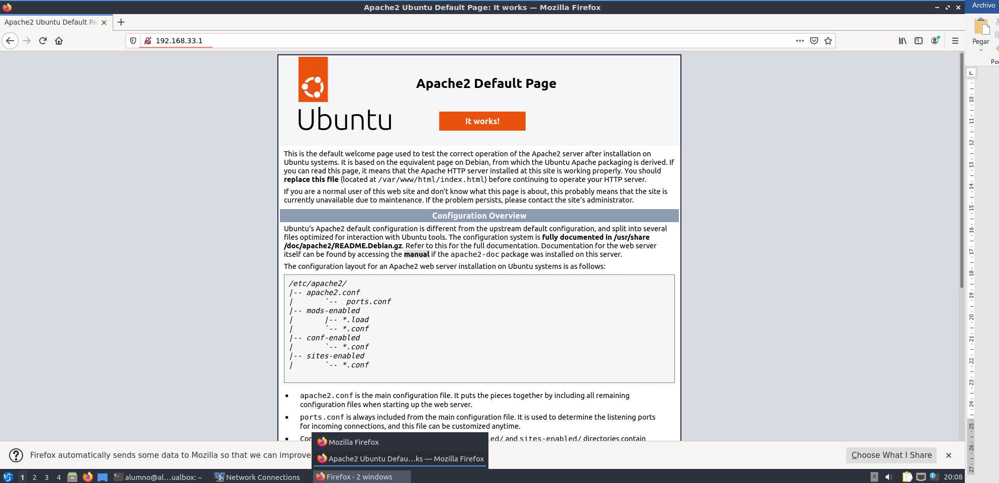 Apache2 Ubuntu Default Page: It works — Mozilla Firefox
Archivo
Apache2 Ubuntu Default Pa
192.168.33.1
Pegar
Por
Apache2 Default Page
Ubuntu
It works!
This is the default welcome page used to test the correct operation of the Apache2 server after installation on
Ubuntu systems. It is based on the equivalent page on Debian, from which the Ubuntu Apache packaging is derived. If
you can read this page, it means that the Apache HTTP server installed at this site is working properly. You should
replace this file (located at /var/www/html/index.html) before continuing to operate your HTTP server.
If you are a normal user of this web site and don't know what this page is about, this probably means that the site is
currently unavailable due to maintenance. If the problem persists, please contact the site's administrator.
Configuration Overview
Ubuntu's Apache2 default configuration is different from the upstream default configuration, and split into several
files optimized for interaction with Ubuntu tools. The configuration system is fully documented in /usr/share
/doc/apache2/README.Debian.gz. Refer to this for the full documentation. Documentation for the web server
itself can be found by accessing the manual if the apache2-doc package was installed on this server.
The configuration layout for an Apache2 web server installation on Ubuntu systems is as follows:
/etc/apache2/
|-- apache2.conf
|       `--  ports.conf
|-- mods-enabled
|       |-- *.load
|       `-- *.conf
|-- conf-enabled
|       `-- *.conf
|-- sites-enabled
|       `-- *.conf
• apache2.conf is the main configuration file. It puts the pieces together by including all remaining
configuration files when starting up the web server.
• ports.conf is always included from the main configuration file. It is used to determine the listening ports
for incoming connections, and this file can be customized anytime.
• Con
ed/ and sites-enabled/ directories contain
Mozilla Firefox
Apache2 Ubuntu Defau…ks — Mozilla Firefox
Firefox automatically sends some data to Mozilla so that we can improve
Choose What I Share
1 2 3 4
alumno@al…ualbox: ~
Network Connections
Firefox - 2 windows
20:08
L
10
11
12
13
14
15
16
17
18
19
20
21
22
23
24
25
26
27